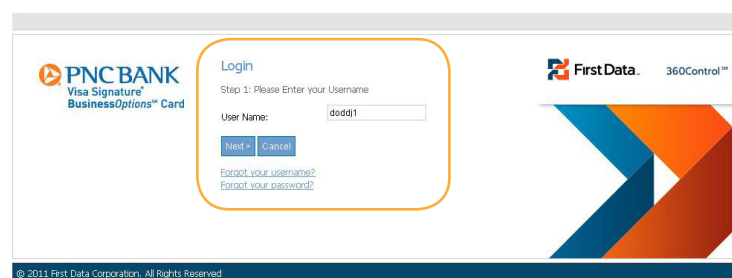 PNC BANK
Visa Signature®
BusinessOptions℠ Card
Login
Step 1: Please Enter your Username
User Name: doddj1
Next > Cancel
Forgot your username?
Forgot your password?
First Data. 360Control℠
© 2011 First Data Corporation. All Rights Reserved